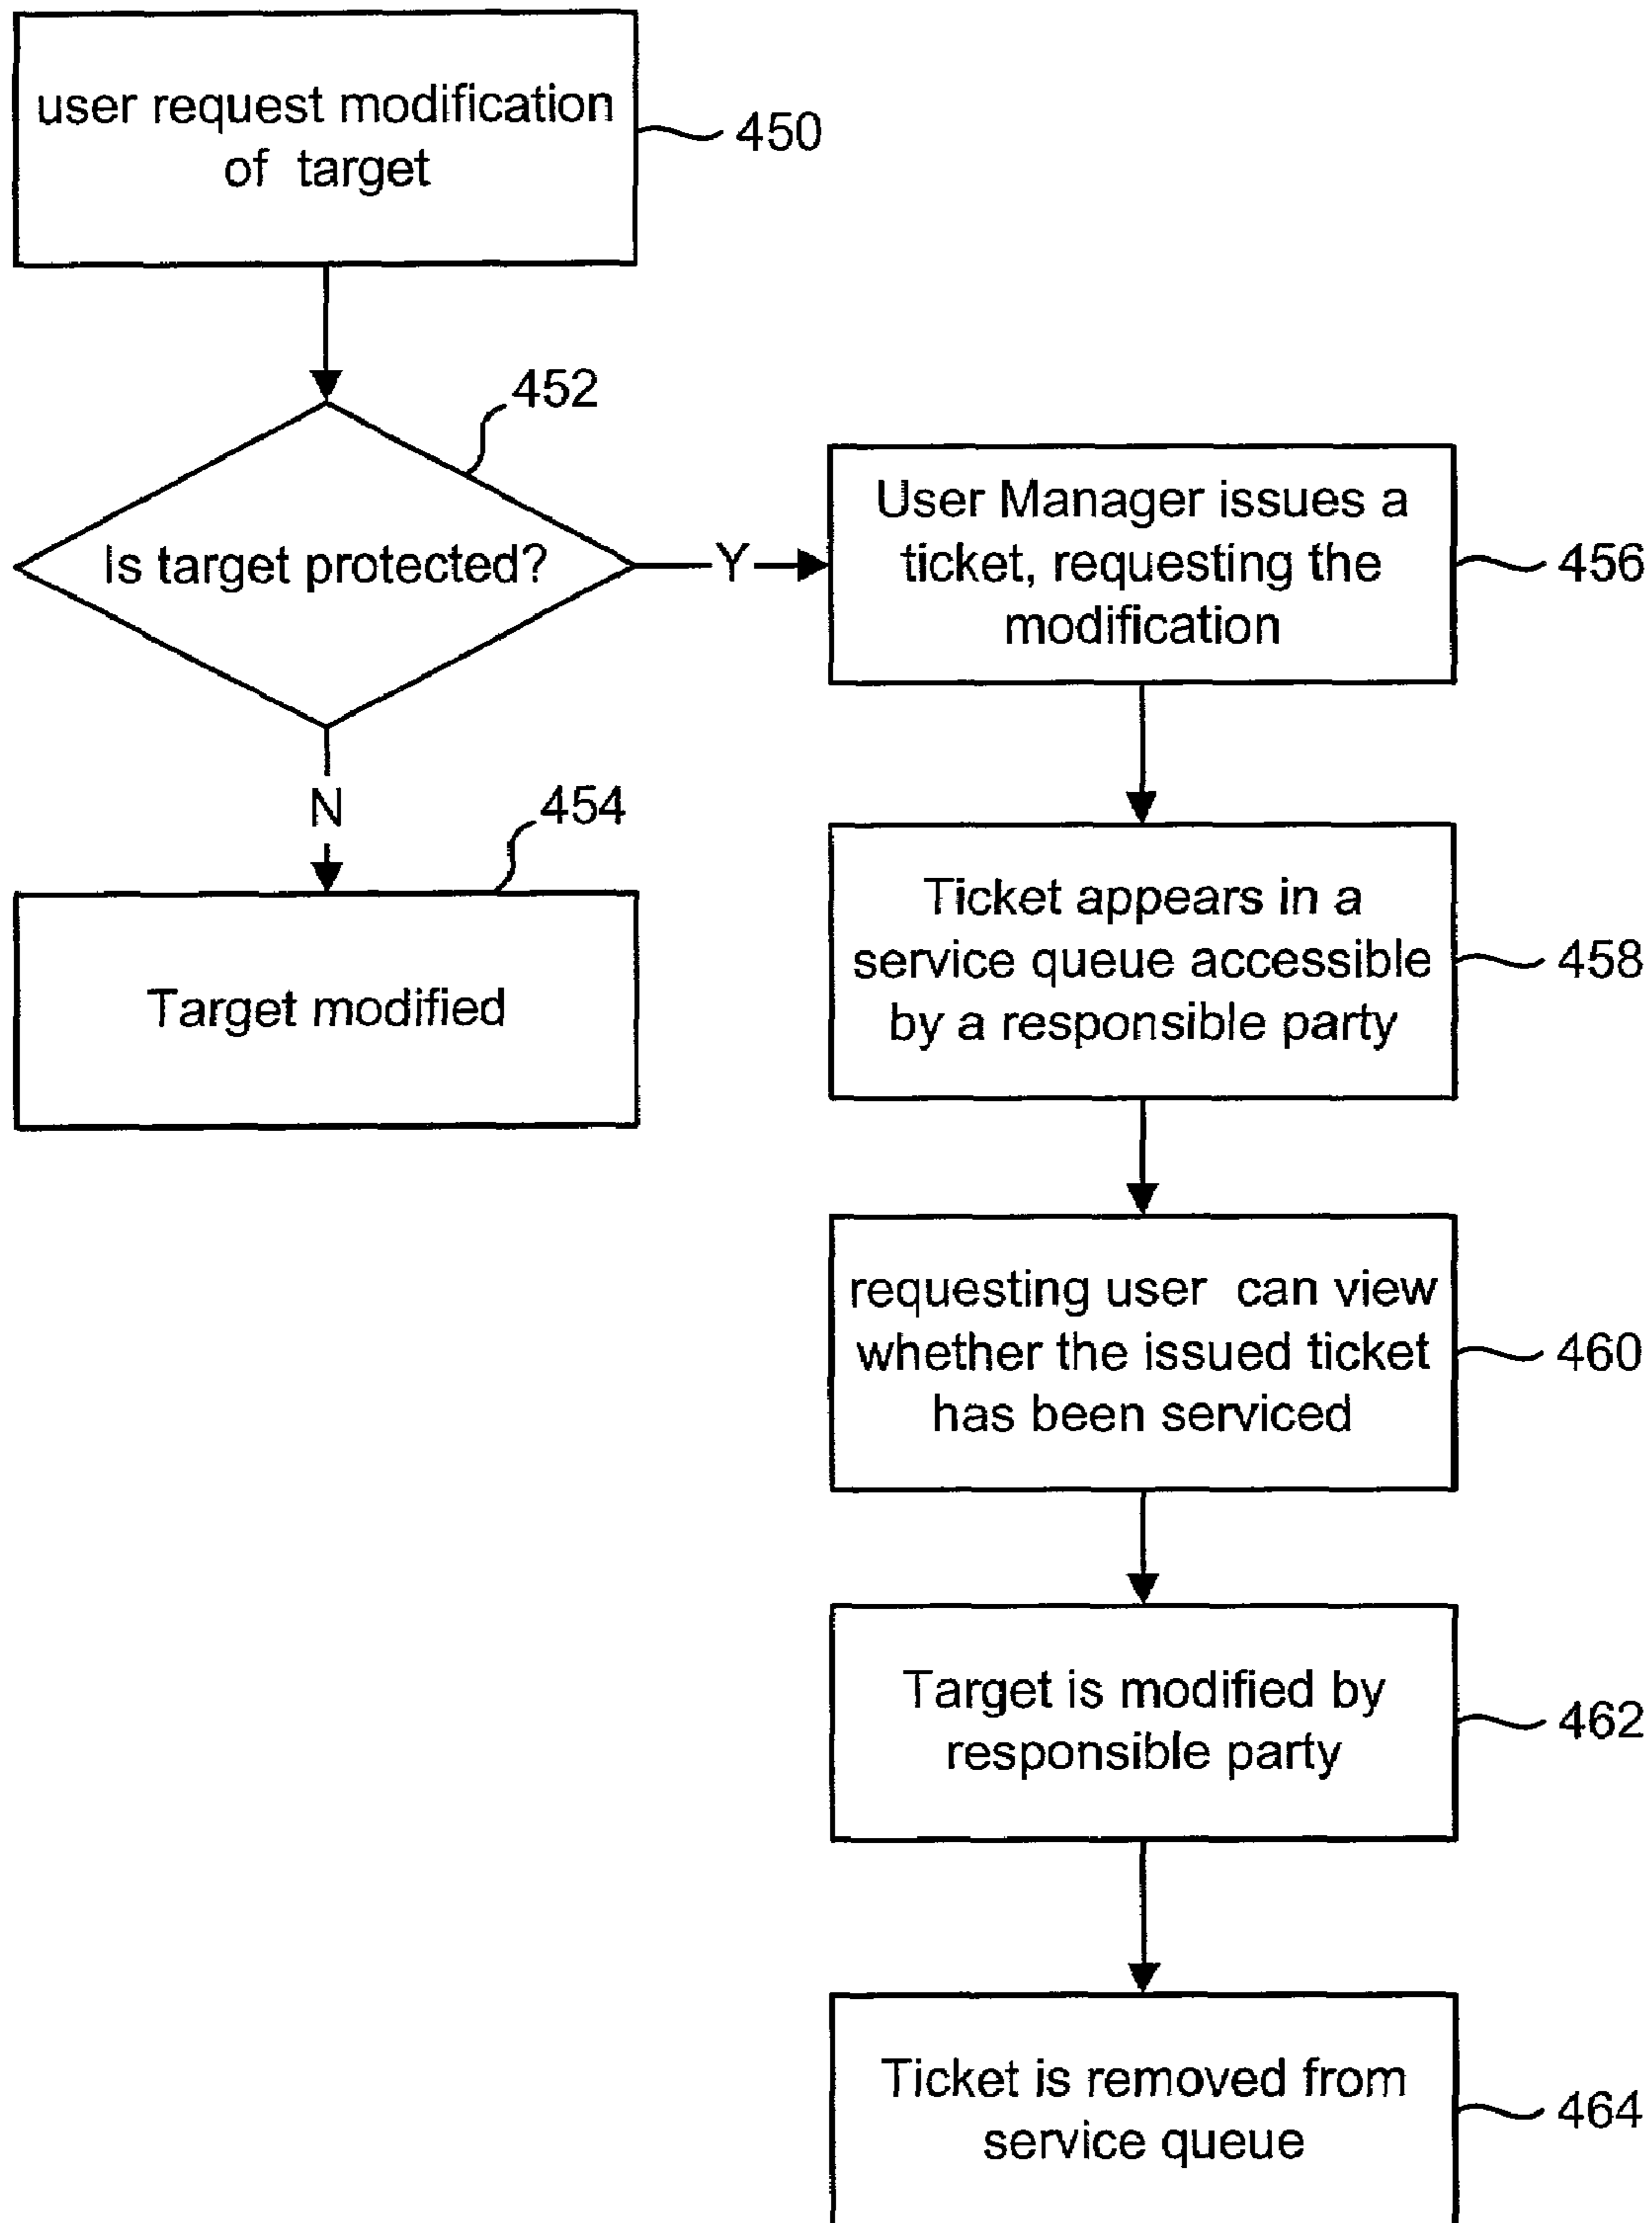 user request modification
of target
450
452
Is target protected?
Y
N
454
Target modified
User Manager issues a
ticket, requesting the
modification
456
Ticket appears in a
service queue accessible
by a responsible party
458
requesting user can view
whether the issued ticket
has been serviced
460
Target is modified by
responsible party
462
Ticket is removed from
service queue
464